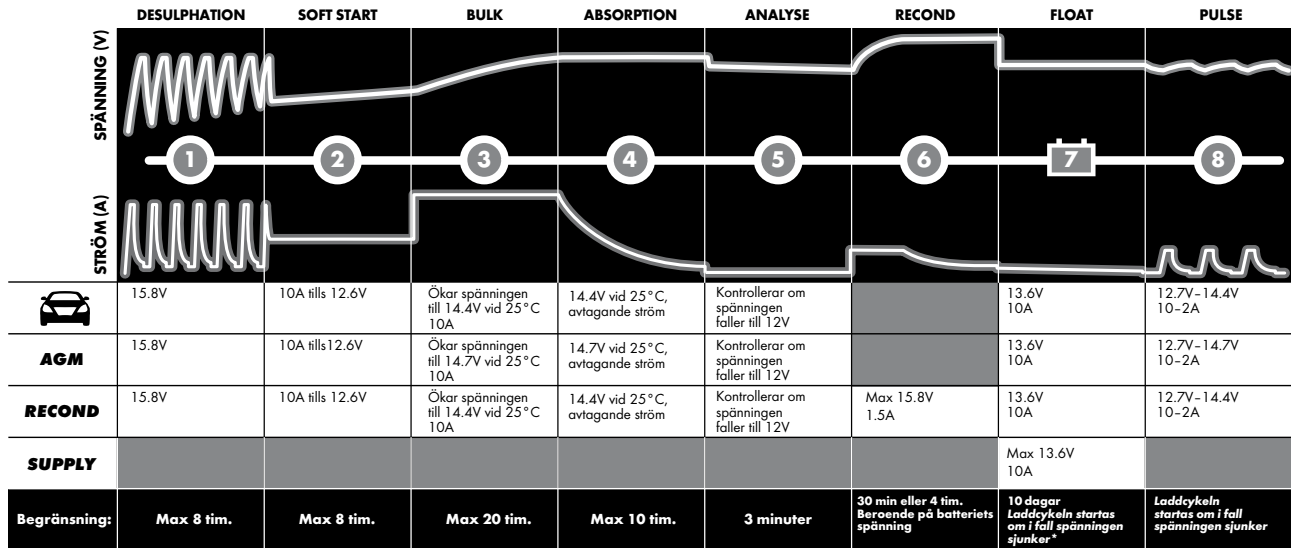 DESULPHATION SOFT START BULK ABSORPTION ANALYSE RECOND FLOAT PULSE
SPÄNNING (V)
1 2 3 4 5 6 7 8
STRÖM (A)
15.8V
10A tills 12.6V
Ökar spänningen
till 14.4V vid 25°C
10A
14.4V vid 25°C,
avtagande ström
Kontrollerar om
spänningen
faller till 12V
13.6V
10A
12.7V–14.4V
10–2A
AGM
15.8V
10A tills12.6V
Ökar spänningen
till 14.7V vid 25°C
10A
14.7V vid 25°C,
avtagande ström
Kontrollerar om
spänningen
faller till 12V
13.6V
10A
12.7V–14.7V
10–2A
RECOND
15.8V
10A tills 12.6V
Ökar spänningen
till 14.4V vid 25°C
10A
14.4V vid 25°C,
avtagande ström
Kontrollerar om
spänningen
faller till 12V
Max 15.8V
1.5A
13.6V
10A
12.7V–14.4V
10–2A
SUPPLY
Max 13.6V
10A
Begränsning:
Max 8 tim.
Max 8 tim.
Max 20 tim.
Max 10 tim.
3 minuter
30 min eller 4 tim.
Beroende på batteriets
spänning
10 dagar
Laddcykeln startas
om i fall spänningen
sjunker*
Laddcykeln
startas om i fall
spänningen sjunker